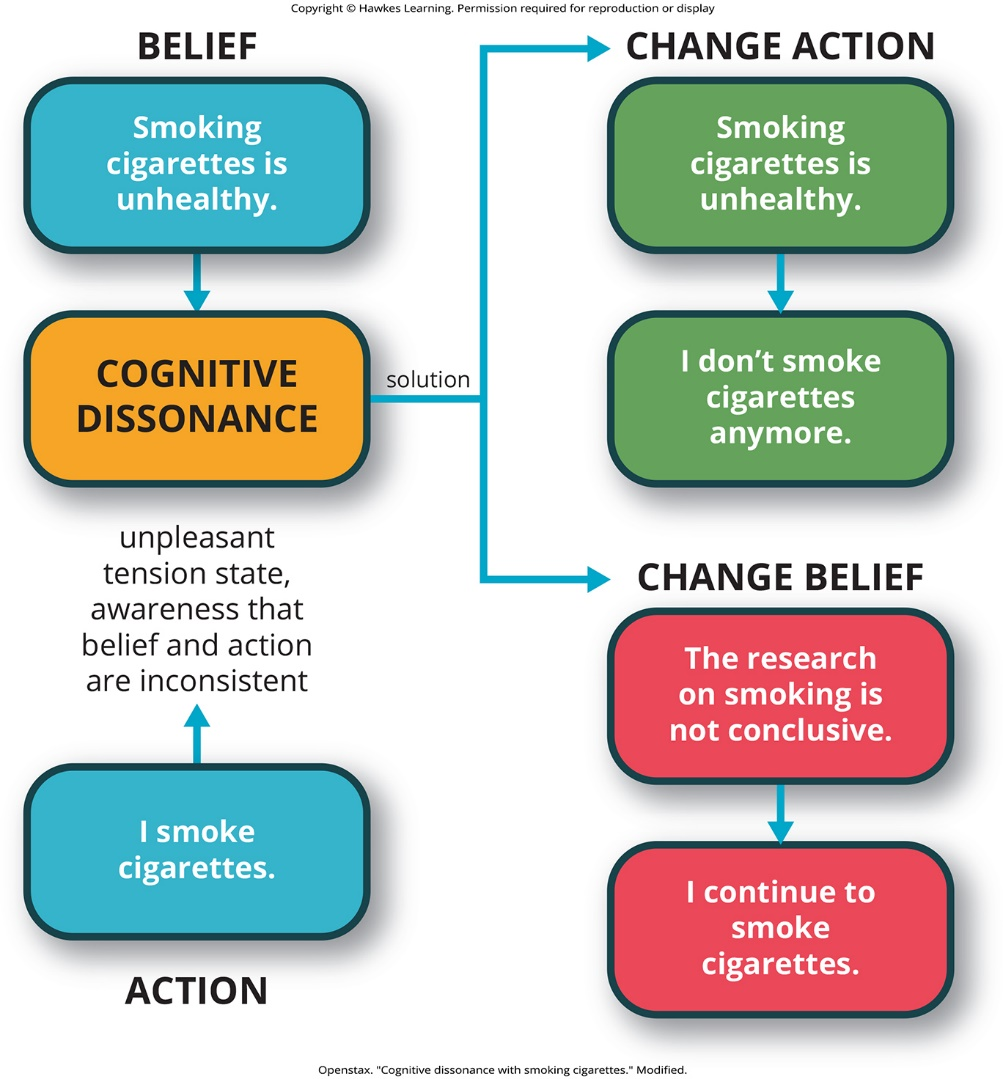 Copyright © Hawkes Learning. Permission required for reproduction or display
BELIEF
Smoking
cigarettes is
unhealthy.
COGNITIVE
DISSONANCE
unpleasant
tension state,
awareness that
belief and action
are inconsistent
I smoke
cigarettes.
ACTION
solution
CHANGE ACTION
Smoking
cigarettes is
unhealthy.
I don’t smoke
cigarettes
anymore.
CHANGE BELIEF
The research
on smoking is
not conclusive.
I continue to
smoke
cigarettes.
Openstax. "Cognitive dissonance with smoking cigarettes." Modified.